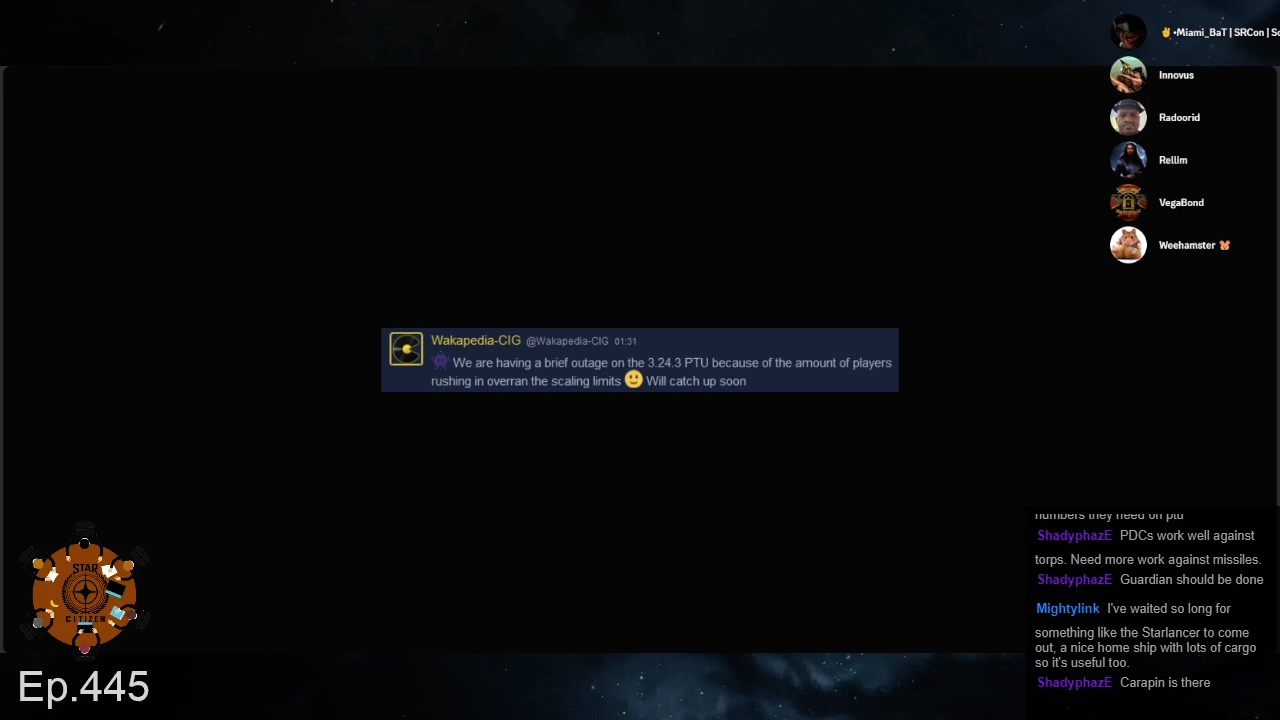 ✌•Miami_BaT | SRCon | Sc
Innovus
Radoorid
Rellim
VegaBond
Weehamster 🐹
Wakapedia-CIG @Wakapedia-CIG 01:31
👾 We are having a brief outage on the 3.24.3 PTU because of the amount of players
rushing in overran the scaling limits 🙂 Will catch up soon
numbers they need on ptu
ShadyphazE PDCs work well against
torps. Need more work against missiles.
ShadyphazE Guardian should be done
Mightylink I've waited so long for
something like the Starlancer to come
out, a nice home ship with lots of cargo
so it's useful too.
ShadyphazE Carapin is there
STAR
CITIZEN
Ep.445